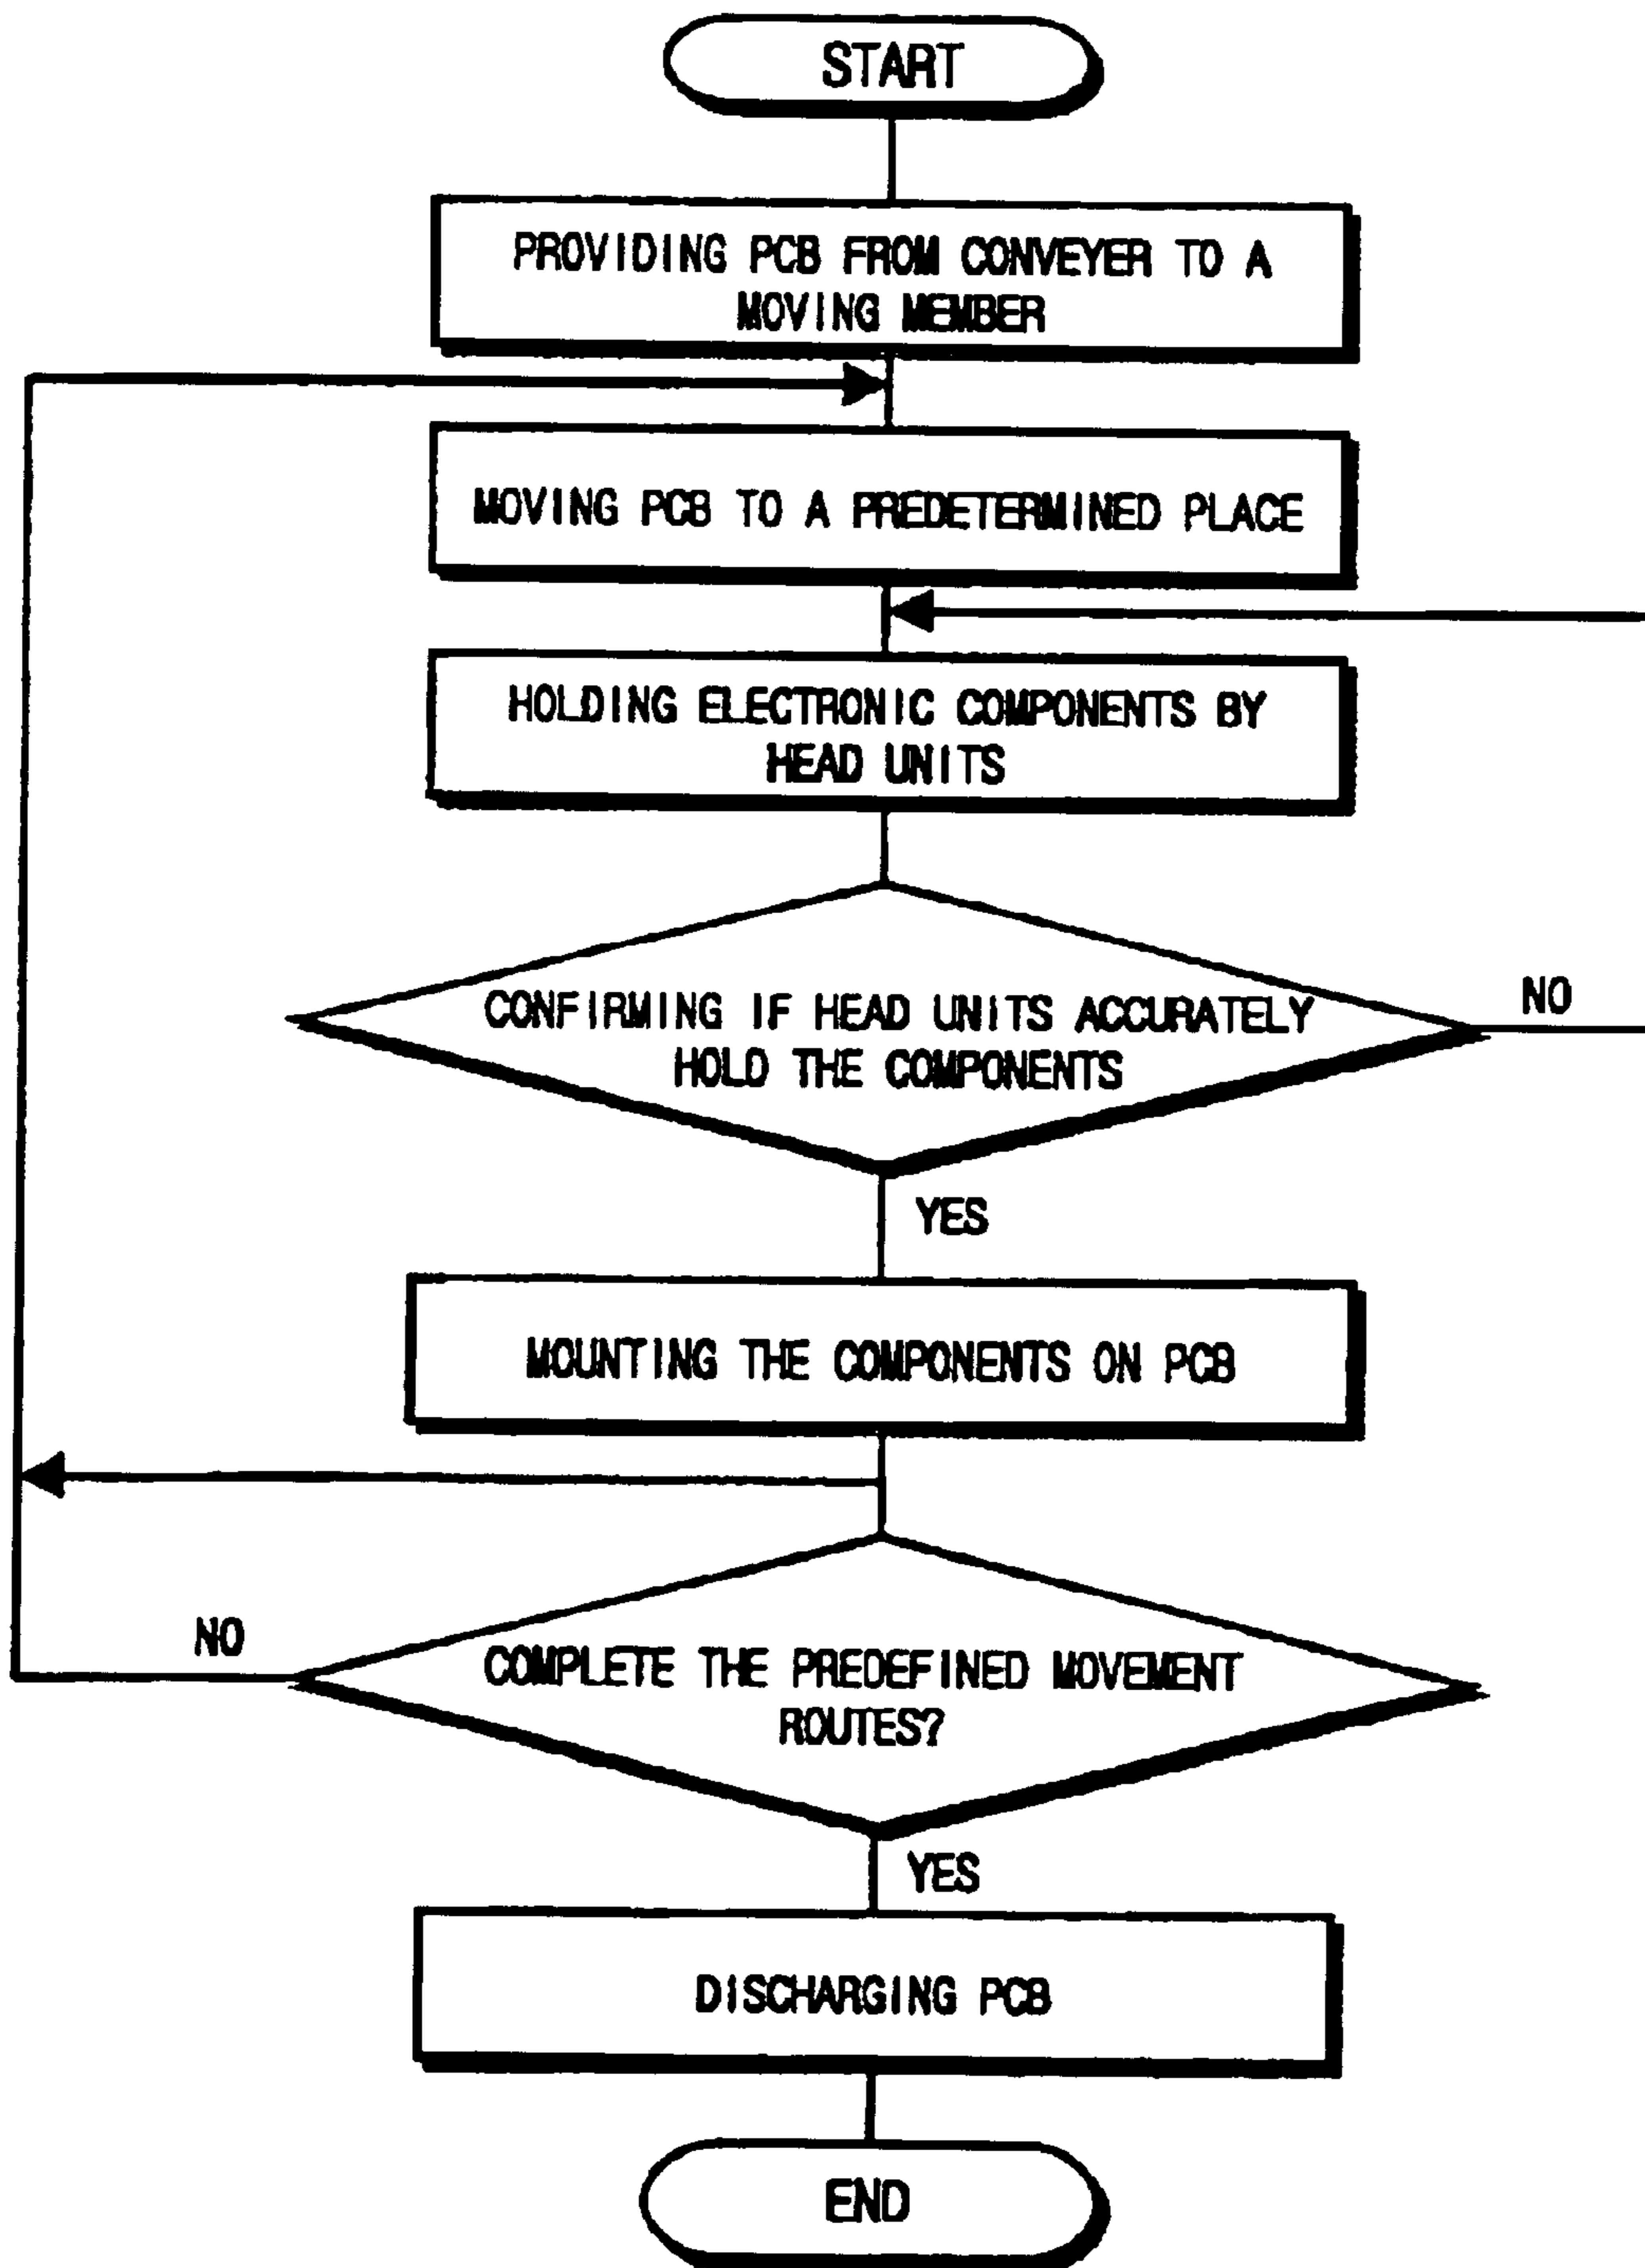 START
PROVIDING PCB FROM CONVEYER TO A
MOVING MEMBER
MOVING PCB TO A PREDETERMINED PLACE
HOLDING ELECTRONIC COMPONENTS BY
HEAD UNITS
CONFIRMING IF HEAD UNITS ACCURATELY
HOLD THE COMPONENTS
NO
YES
MOUNTING THE COMPONENTS ON PCB
NO
COMPLETE THE PREDEFINED MOVEMENT
ROUTES?
YES
DISCHARGING PCB
END